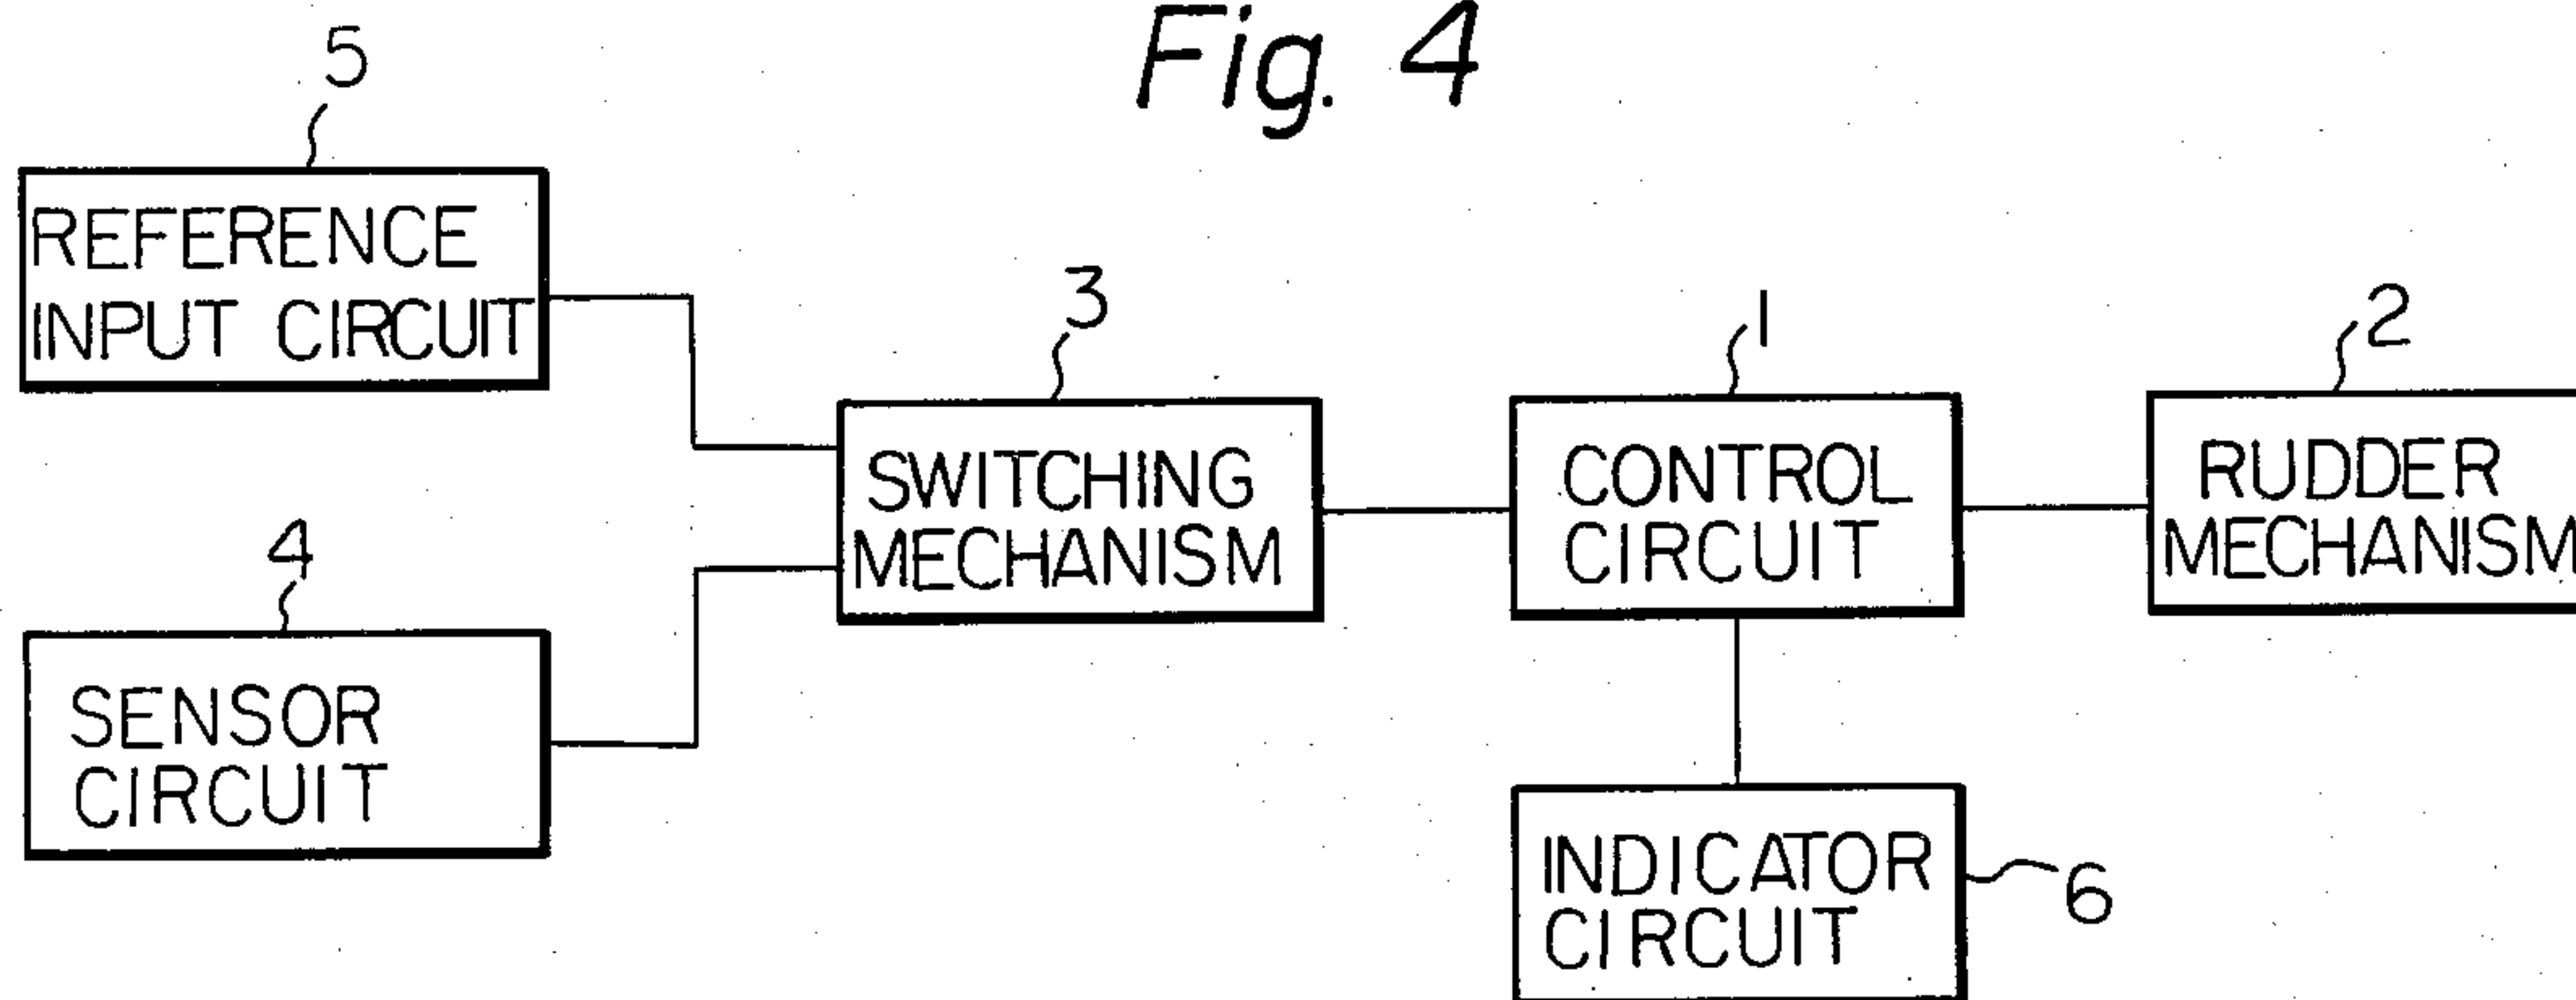 Fig. 4
5
REFERENCE
INPUT CIRCUIT
4
SENSOR
CIRCUIT
3
SWITCHING
MECHANISM
1
CONTROL
CIRCUIT
2
RUDDER
MECHANISM
INDICATOR
CIRCUIT
6